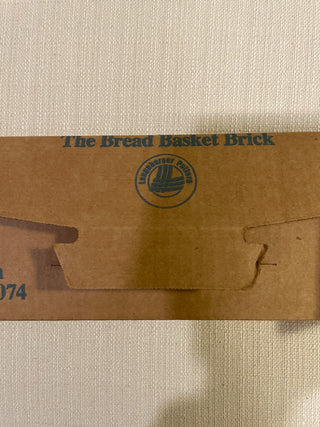 The Bread Basket Brick
Longaberger Pottery
074